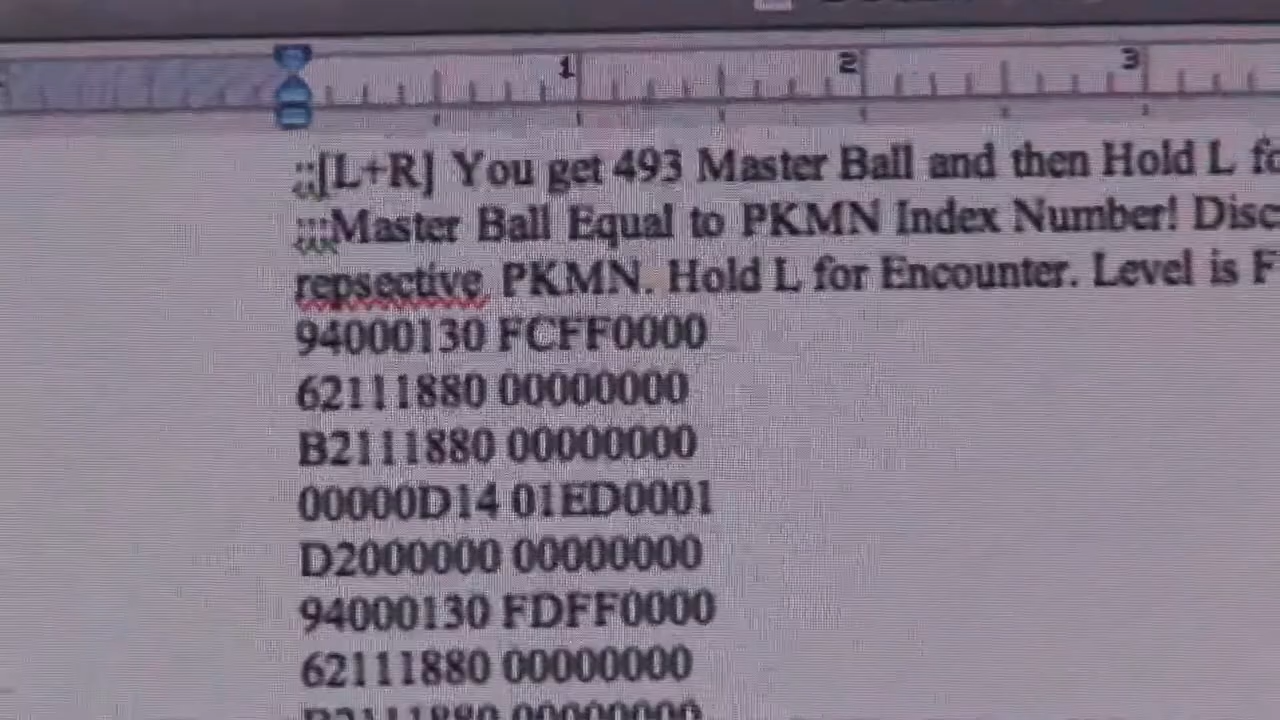 1 2 3
;;[L+R] You get 493 Master Ball and then Hold L
;;;;Master Ball Equal to PKMN Index Number!
repsective PKMN. Hold L for Encounter. Level is F
94000130 FCFF0000
62111880 00000000
B2111880 00000000
00000D14 01ED0001
D2000000 00000000
94000130 FDFF0000
62111880 00000000
B2111880 00000000